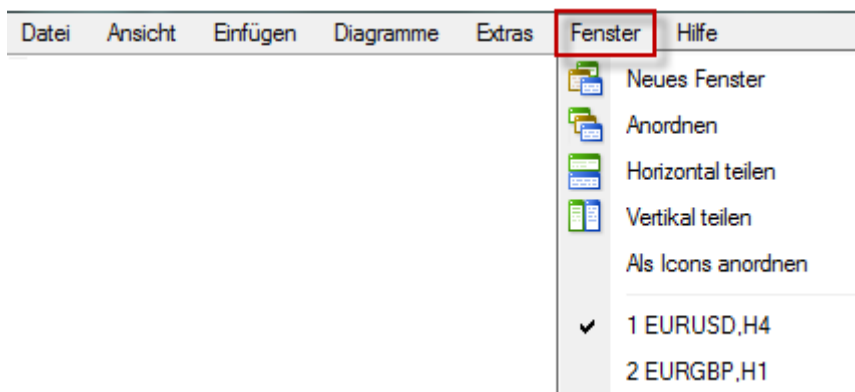 Datei Ansicht Einfügen Diagramme Extras Fenster Hilfe
Neues Fenster
Anordnen
Horizontal teilen
Vertikal teilen
Als Icons anordnen
1 EURUSD,H4
2 EURGBP,H1